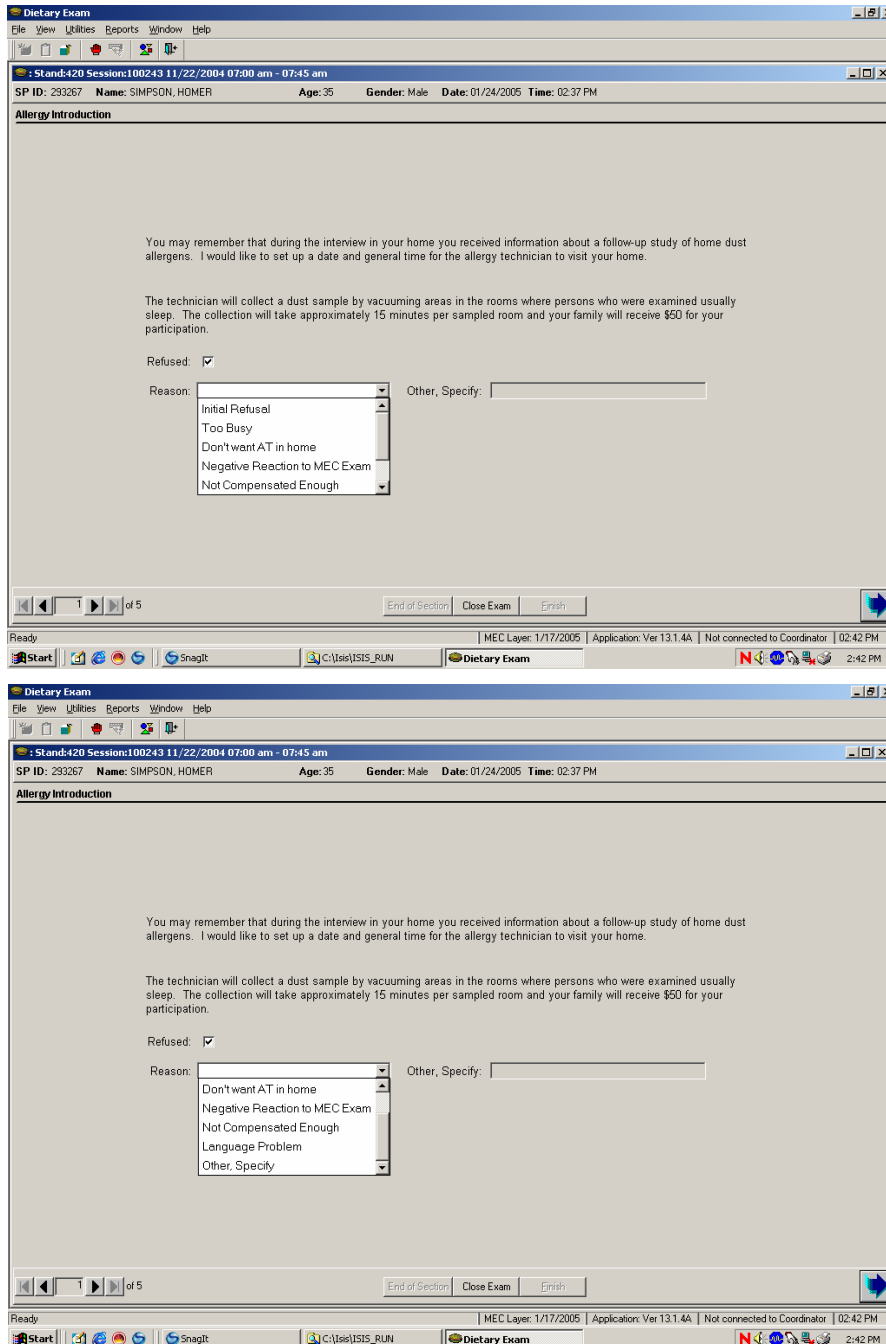 Dietary Exam
File View Utilities Reports Window Help
: Stand:420 Session:100243 11/22/2004 07:00 am - 07:45 am
SP ID: 293267 Name: SIMPSON, HOMER Age: 35 Gender: Male Date: 01/24/2005 Time: 02:37 PM
Allergy Introduction
You may remember that during the interview in your home you received information about a follow-up study of home dust
allergens. I would like to set up a date and general time for the allergy technician to visit your home.
The technician will collect a dust sample by vacuuming areas in the rooms where persons who were examined usually
sleep. The collection will take approximately 15 minutes per sampled room and your family will receive $50 for your
participation.
Refused:
Reason: Other, Specify:
Initial Refusal
Too Busy
Don't want AT in home
Negative Reaction to MEC Exam
Not Compensated Enough
1 of 5 End of Section Close Exam Finish
Ready MEC Layer: 1/17/2005 Application: Ver 13.1.4A Not connected to Coordinator 02:42 PM
Start SnagIt C:\Isis\ISIS_RUN Dietary Exam N 2:42 PM
Dietary Exam
File View Utilities Reports Window Help
: Stand:420 Session:100243 11/22/2004 07:00 am - 07:45 am
SP ID: 293267 Name: SIMPSON, HOMER Age: 35 Gender: Male Date: 01/24/2005 Time: 02:37 PM
Allergy Introduction
You may remember that during the interview in your home you received information about a follow-up study of home dust
allergens. I would like to set up a date and general time for the allergy technician to visit your home.
The technician will collect a dust sample by vacuuming areas in the rooms where persons who were examined usually
sleep. The collection will take approximately 15 minutes per sampled room and your family will receive $50 for your
participation.
Refused:
Reason: Other, Specify:
Don't want AT in home
Negative Reaction to MEC Exam
Not Compensated Enough
Language Problem
Other, Specify
1 of 5 End of Section Close Exam Finish
Ready MEC Layer: 1/17/2005 Application: Ver 13.1.4A Not connected to Coordinator 02:42 PM
Start SnagIt C:\Isis\ISIS_RUN Dietary Exam N 2:42 PM